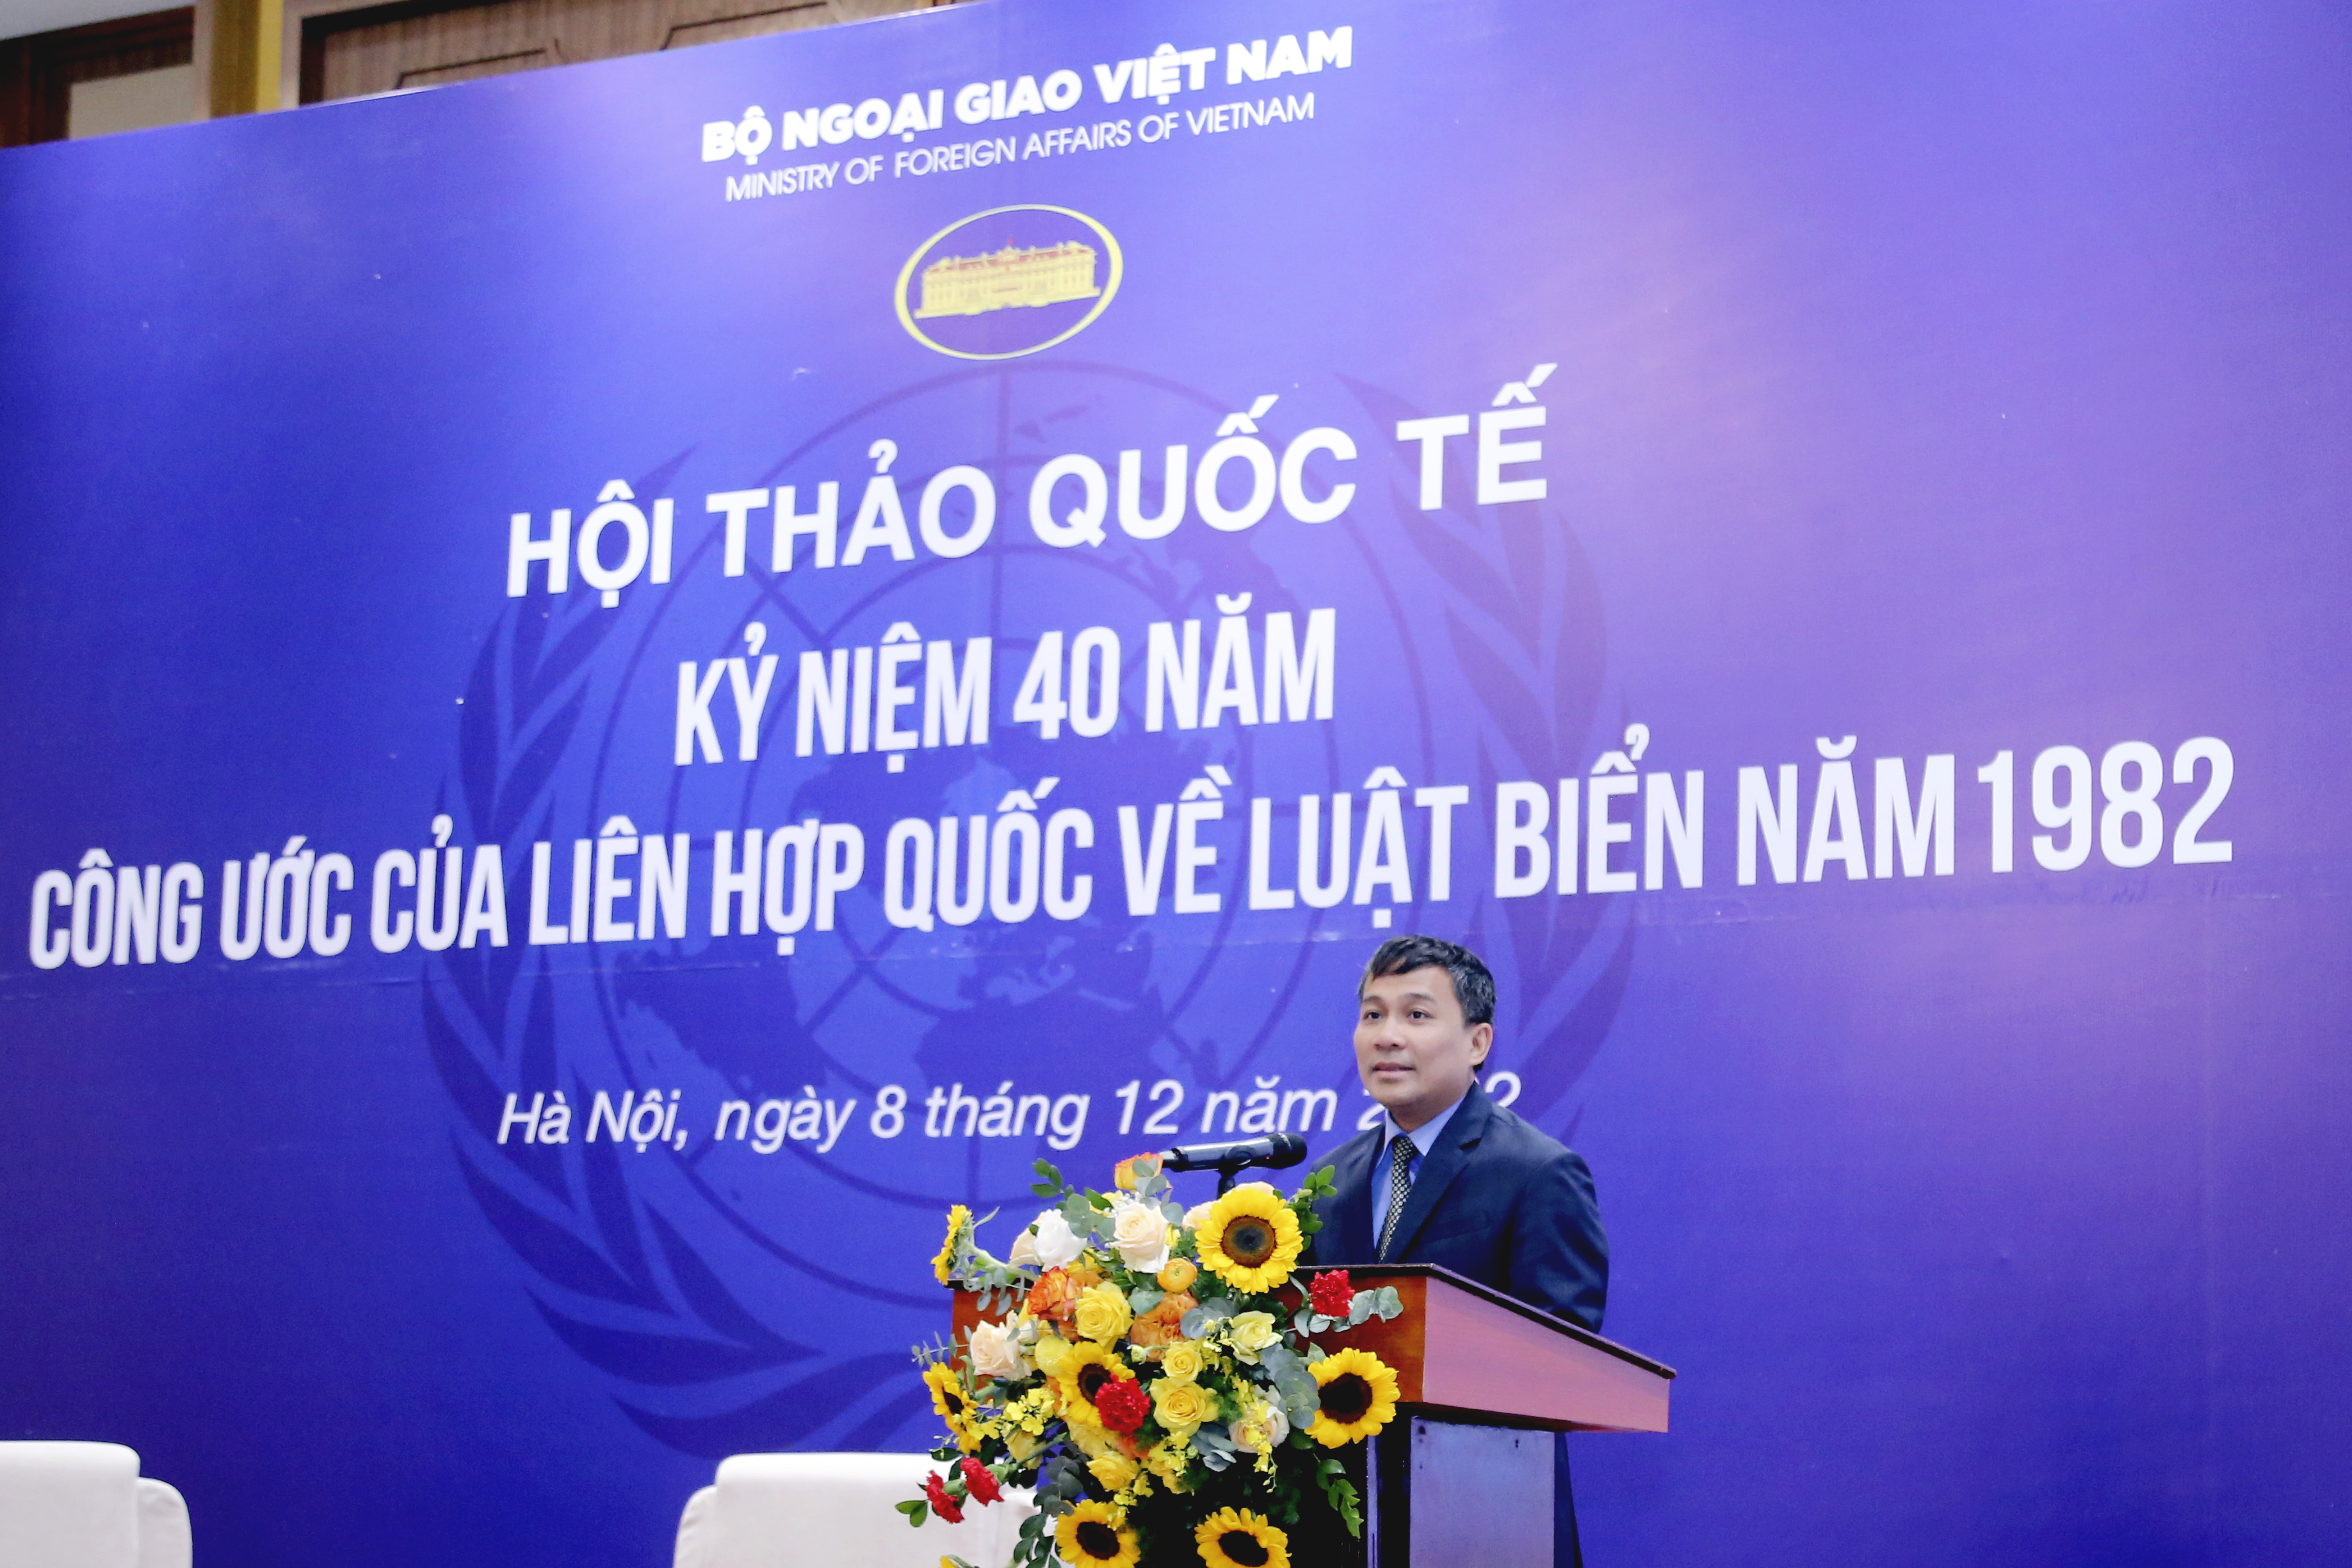 BỘ NGOẠI GIAO VIỆT NAM
MINISTRY OF FOREIGN AFFAIRS OF VIETNAM
HỘI THẢO QUỐC TẾ
KỶ NIỆM 40 NĂM
CÔNG ƯỚC CỦA LIÊN HỢP QUỐC VỀ LUẬT BIỂN NĂM 1982
Hà Nội, ngày 8 tháng 12 năm